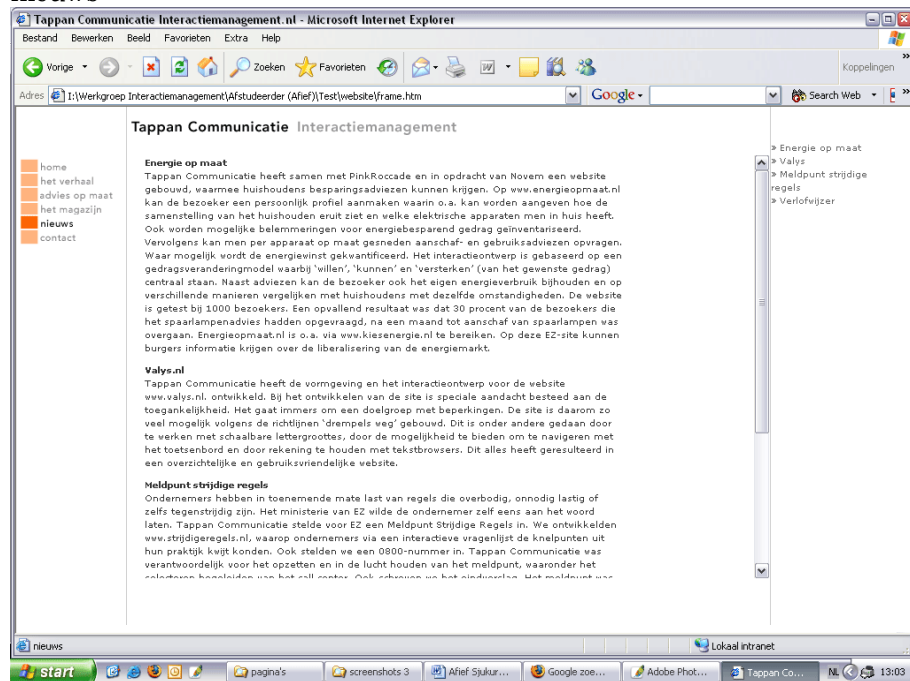 Tappan Communicatie Interactiemanagement.nl - Microsoft Internet Explorer
Bestand Bewerken Beeld Favorieten Extra Help
Vorige Zoeken Favorieten Koppelingen
Adres I:\Werkgroep Interactiemanagement\Afstudeerder (Afief)\Test\website\frame.htm Google Search Web
Tappan Communicatie Interactiemanagement
home
het verhaal
advies op maat
het magazijn
nieuws
contact
Energie op maat
Tappan Communicatie heeft samen met PinkRoccade en in opdracht van Novem een website
gebouwd, waarmee huishoudens besparingsadviezen kunnen krijgen. Op www.energieopmaat.nl
kan de bezoeker een persoonlijk profiel aanmaken waarin o.a. kan worden aangeven hoe de
samenstelling van het huishouden eruit ziet en welke elektrische apparaten men in huis heeft.
Ook worden mogelijke belemmeringen voor energiebesparend gedrag geïnventariseerd.
Vervolgens kan men per apparaat op maat gesneden aanschaf- en gebruiksadviezen opvragen.
Waar mogelijk wordt de energiewinst gekwantificeerd. Het interactieontwerp is gebaseerd op een
gedragsveranderingmodel waarbij 'willen', 'kunnen' en 'versterken' (van het gewenste gedrag)
centraal staan. Naast adviezen kan de bezoeker ook het eigen energieverbruik bijhouden en op
verschillende manieren vergelijken met huishoudens met dezelfde omstandigheden. De website
is getest bij 1000 bezoekers. Een opvallend resultaat was dat 30 procent van de bezoekers die
het spaarlampenadvies hadden opgevraagd, na een maand tot aanschaf van spaarlampen was
overgaan. Energieopmaat.nl is o.a. via www.kiesenergie.nl te bereiken. Op deze EZ-site kunnen
burgers informatie krijgen over de liberalisering van de energiemarkt.
Valys.nl
Tappan Communicatie heeft de vormgeving en het interactieontwerp voor de website
www.valys.nl. ontwikkeld. Bij het ontwikkelen van de site is speciale aandacht besteed aan de
toegankelijkheid. Het gaat immers om een doelgroep met beperkingen. De site is daarom zo
veel mogelijk volgens de richtlijnen 'drempels weg' gebouwd. Dit is onder andere gedaan door
te werken met schaalbare lettergroottes, door de mogelijkheid te bieden om te navigeren met
het toetsenbord en door rekening te houden met tekstbrowsers. Dit alles heeft geresulteerd in
een overzichtelijke en gebruiksvriendelijke website.
Meldpunt strijdige regels
Ondernemers hebben in toenemende mate last van regels die overbodig, onnodig lastig of
zelfs tegenstrijdig zijn. Het ministerie van EZ wilde de ondernemer zelf eens aan het woord
laten. Tappan Communicatie stelde voor EZ een Meldpunt Strijdige Regels in. We ontwikkelden
www.strijdigeregels.nl, waarop ondernemers via een interactieve vragenlijst de knelpunten uit
hun praktijk kwijt konden. Ook stelden we een 0800-nummer in. Tappan Communicatie was
verantwoordelijk voor het opzetten en in de lucht houden van het meldpunt, waaronder het
» Energie op maat
» Valys
» Meldpunt strijdige
regels
» Verlofwijzer
nieuws Lokaal intranet
start pagina's screenshots 3 Afief Sjukur... Google zoe... Adobe Phot... Tappan Co... NL 13:03